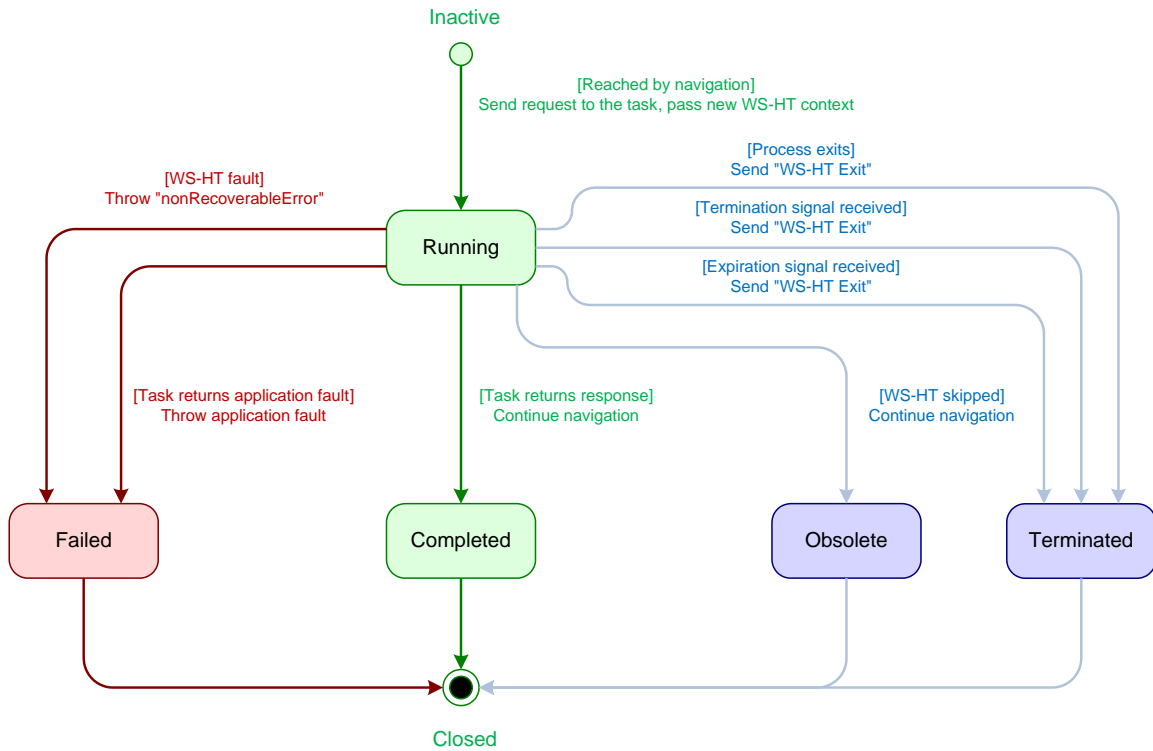 Inactive
[Reached by navigation]
Send request to the task, pass new WS-HT context
[Process exits]
Send "WS-HT Exit"
[WS-HT fault]
Throw "nonRecoverableError"
[Termination signal received]
Send "WS-HT Exit"
Running
[Expiration signal received]
Send "WS-HT Exit"
[Task returns application fault]
Throw application fault
[Task returns response]
Continue navigation
[WS-HT skipped]
Continue navigation
Failed
Completed
Obsolete
Terminated
Closed